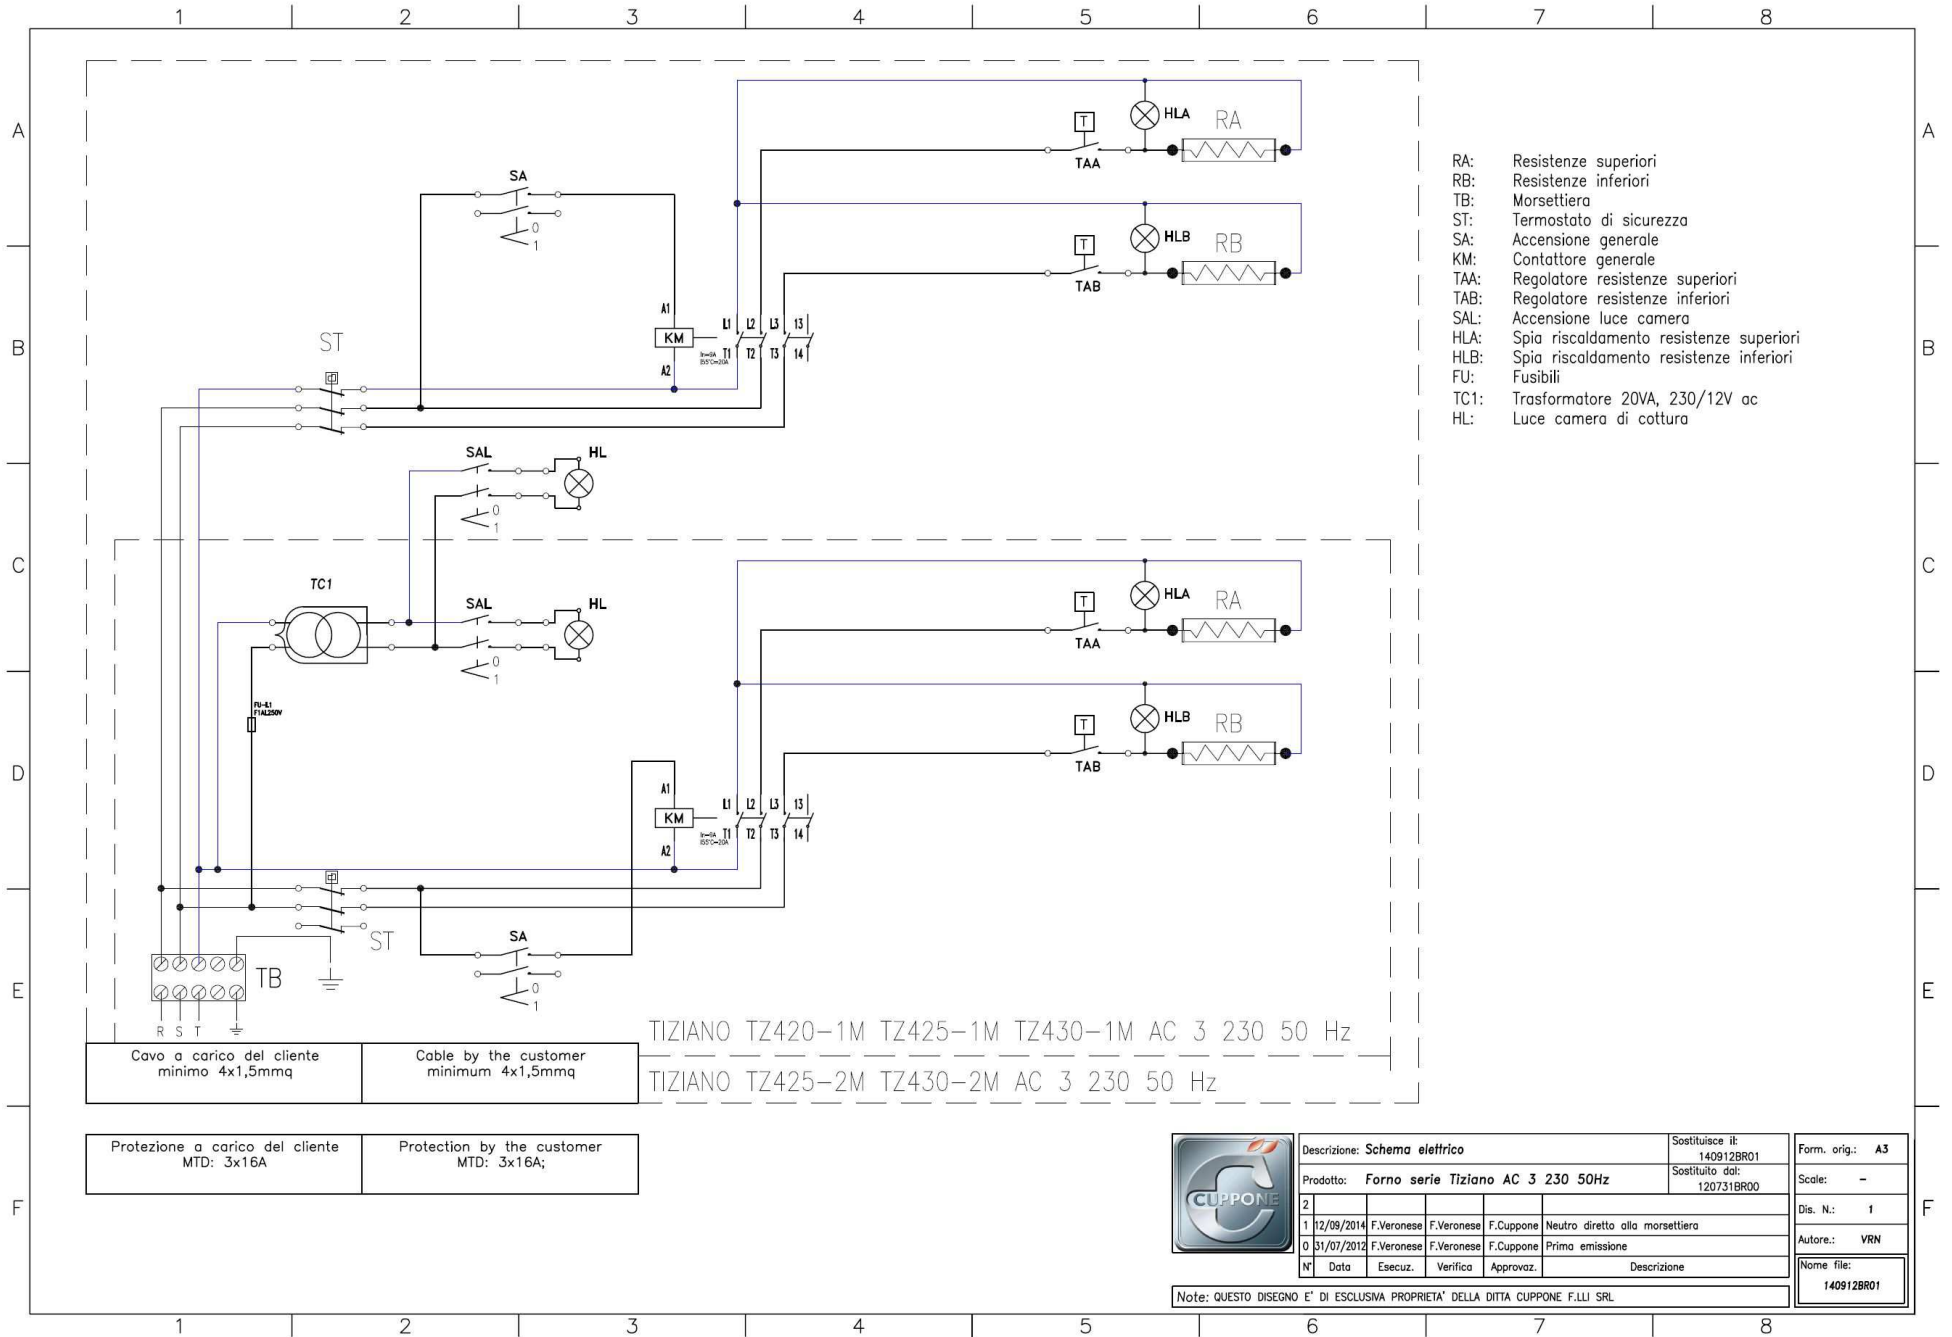 1 2 3 4 5 6 7 8
A
B
C
D
E
F
A
B
C
D
E
F
HLA
RA
T
TAA
SA
0
1
HLB
RB
T
TAB
A1
KM
A2
In=9A
I55°C=20A
L1 L2 L3 13
T1 T2 T3 14
ST
SAL
HL
0
1
RA: Resistenze superiori
RB: Resistenze inferiori
TB: Morsettiera
ST: Termostato di sicurezza
SA: Accensione generale
KM: Contattore generale
TAA: Regolatore resistenze superiori
TAB: Regolatore resistenze inferiori
SAL: Accensione luce camera
HLA: Spia riscaldamento resistenze superiori
HLB: Spia riscaldamento resistenze inferiori
FU: Fusibili
TC1: Trasformatore 20VA, 230/12V ac
HL: Luce camera di cottura
TC1
SAL
HL
0
1
FU-IL1
F1AL250V
HLA
RA
T
TAA
HLB
RB
T
TAB
A1
KM
A2
In=9A
I55°C=20A
L1 L2 L3 13
T1 T2 T3 14
ST
SA
0
1
TB
R S T
TIZIANO TZ420-1M TZ425-1M TZ430-1M AC 3 230 50 Hz
TIZIANO TZ425-2M TZ430-2M AC 3 230 50 Hz
Cavo a carico del cliente
minimo 4x1,5mmq
Cable by the customer
minimum 4x1,5mmq
Protezione a carico del cliente
MTD: 3x16A
Protection by the customer
MTD: 3x16A;
CUPPONE
Descrizione: Schema elettrico
Sostituisce il:
140912BR01
Prodotto: Forno serie Tiziano AC 3 230 50Hz
Sostituito dal:
120731BR00
2
1 12/09/2014 F.Veronese F.Veronese F.Cuppone Neutro diretto alla morsettiera
0 31/07/2012 F.Veronese F.Veronese F.Cuppone Prima emissione
N° Data Esecuz. Verifica Approvaz. Descrizione
Form. orig.: A3
Scale: -
Dis. N.: 1
Autore.: VRN
Nome file:
140912BR01
Note: QUESTO DISEGNO E' DI ESCLUSIVA PROPRIETA' DELLA DITTA CUPPONE F.LLI SRL
1 2 3 4 5 6 7 8